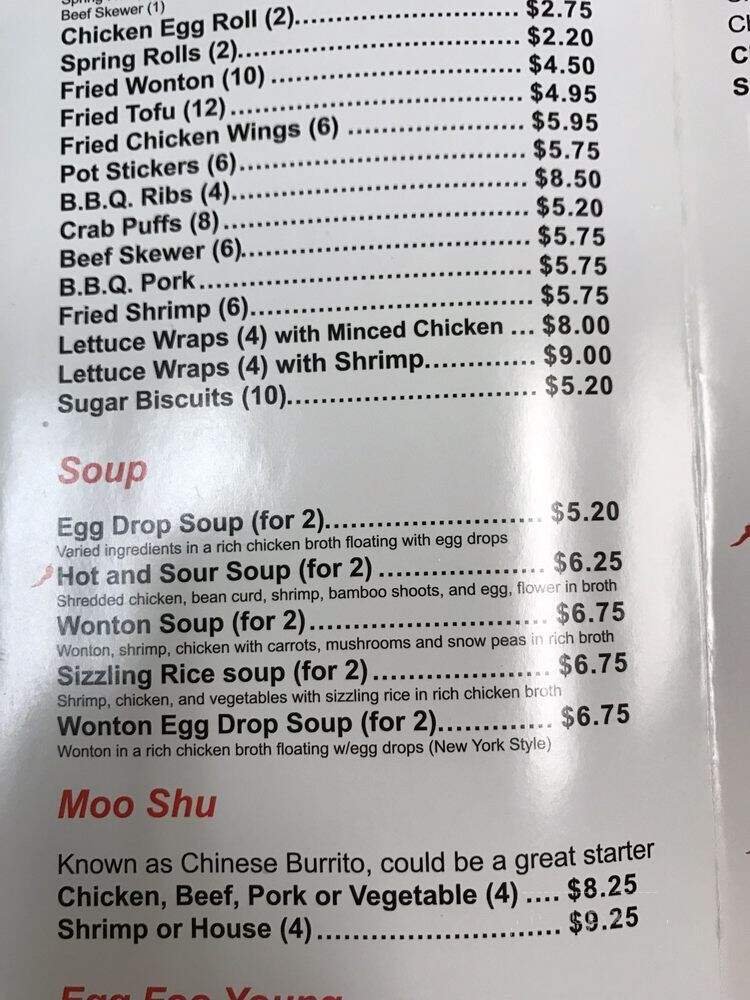 Beef Skewer (1)
Chicken Egg Roll (2)........................ $2.75
Spring Rolls (2)................................ $2.20
Fried Wonton (10) ............................ $4.50
Fried Tofu (12) ................................. $4.95
Fried Chicken Wings (6) .................... $5.95
Pot Stickers (6)................................. $5.75
B.B.Q. Ribs (4).................................. $8.50
Crab Puffs (8) ................................... $5.20
Beef Skewer (6)................................. $5.75
B.B.Q. Pork...................................... $5.75
Fried Shrimp (6)................................ $5.75
Lettuce Wraps (4) with Minced Chicken ... $8.00
Lettuce Wraps (4) with Shrimp............. $9.00
Sugar Biscuits (10)............................. $5.20
Soup
Egg Drop Soup (for 2)......................... $5.20
Varied ingredients in a rich chicken broth floating with egg drops
Hot and Sour Soup (for 2) ................... $6.25
Shredded chicken, bean curd, shrimp, bamboo shoots, and egg, flower in broth
Wonton Soup (for 2)........................... $6.75
Wonton, shrimp, chicken with carrots, mushrooms and snow peas in rich broth
Sizzling Rice soup (for 2) .................... $6.75
Shrimp, chicken, and vegetables with sizzling rice in rich chicken broth
Wonton Egg Drop Soup (for 2)............. $6.75
Wonton in a rich chicken broth floating w/egg drops (New York Style)
Moo Shu
Known as Chinese Burrito, could be a great starter
Chicken, Beef, Pork or Vegetable (4) .... $8.25
Shrimp or House (4)........................... $9.25
Egg Foo Young